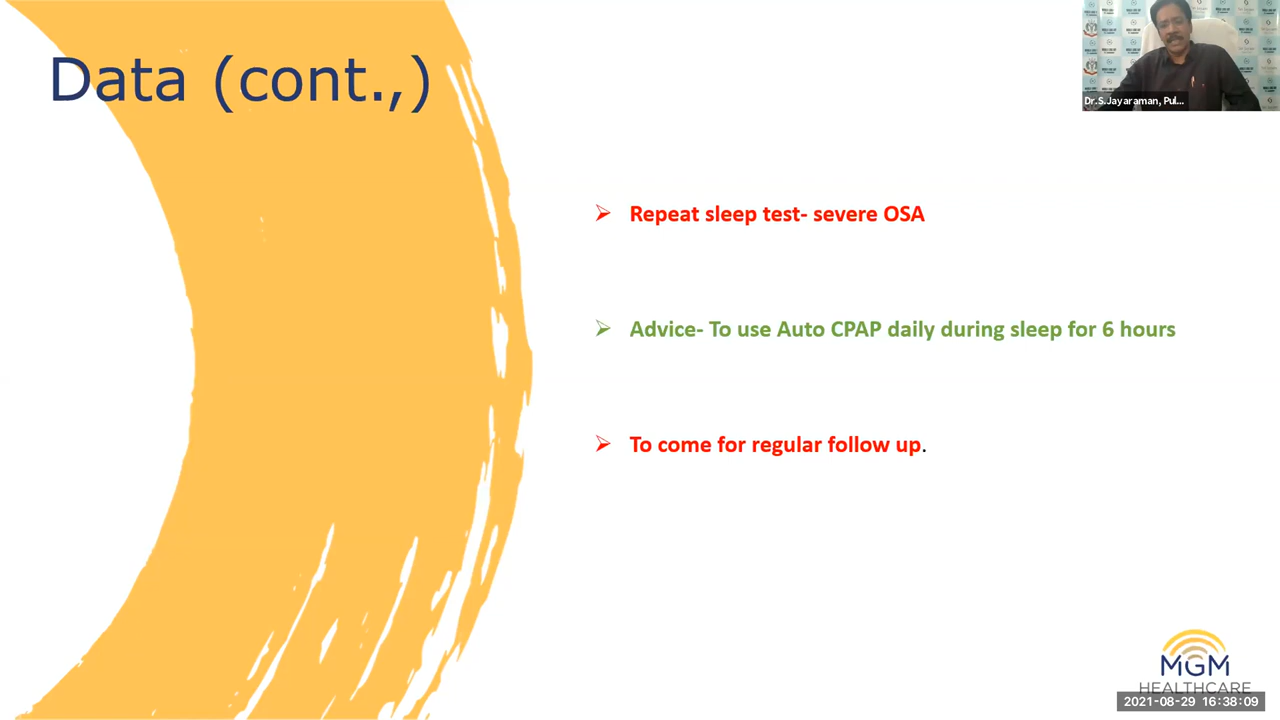 Data (cont.,)
Dr.S.Jayaraman, Pul...
Repeat sleep test- severe OSA
Advice- To use Auto CPAP daily during sleep for 6 hours
To come for regular follow up.
MGM
HEALTHCARE
2021-08-29 16:38:09